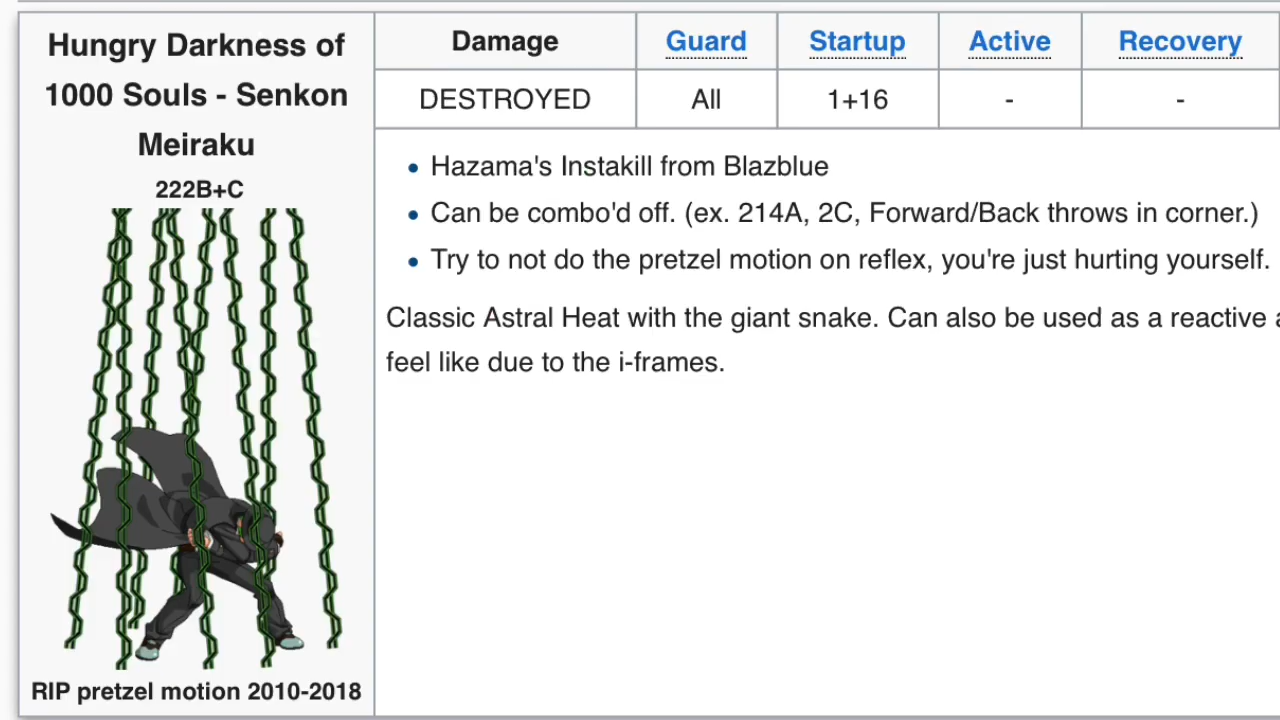 Hungry Darkness of
1000 Souls - Senkon
Meiraku
222B+C
RIP pretzel motion 2010-2018
Damage Guard Startup Active Recovery
DESTROYED All 1+16 - -
• Hazama's Instakill from Blazblue
• Can be combo'd off. (ex. 214A, 2C, Forward/Back throws in corner.)
• Try to not do the pretzel motion on reflex, you're just hurting yourself.
Classic Astral Heat with the giant snake. Can also be used as a reactive
feel like due to the i-frames.